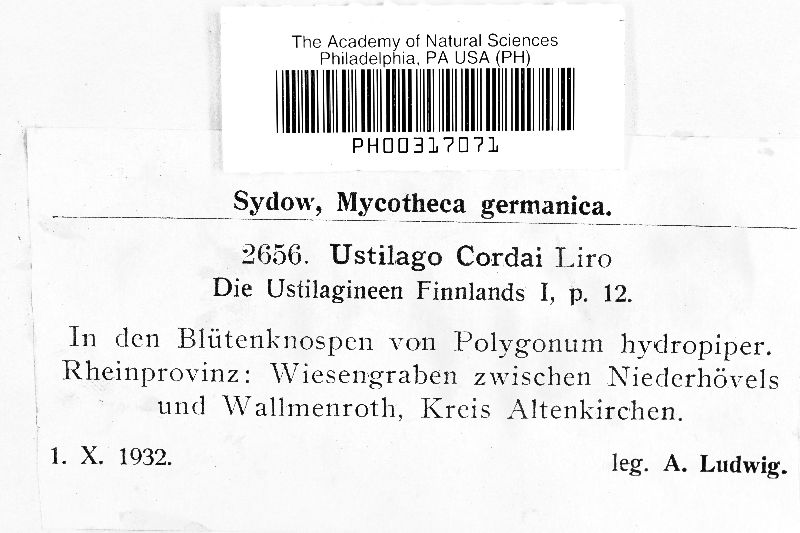 The Academy of Natural Sciences
Philadelphia, PA USA (PH)
PH00317071
Sydow, Mycotheca germanica.
2656. Ustilago Cordai Liro
Die Ustilagineen Finnlands I, p. 12.
In den Blütenknospen von Polygonum hydropiper.
Rheinprovinz: Wiesengraben zwischen Niederhövels
und Wallmenroth, Kreis Altenkirchen.
1. X. 1932. leg. A. Ludwig.